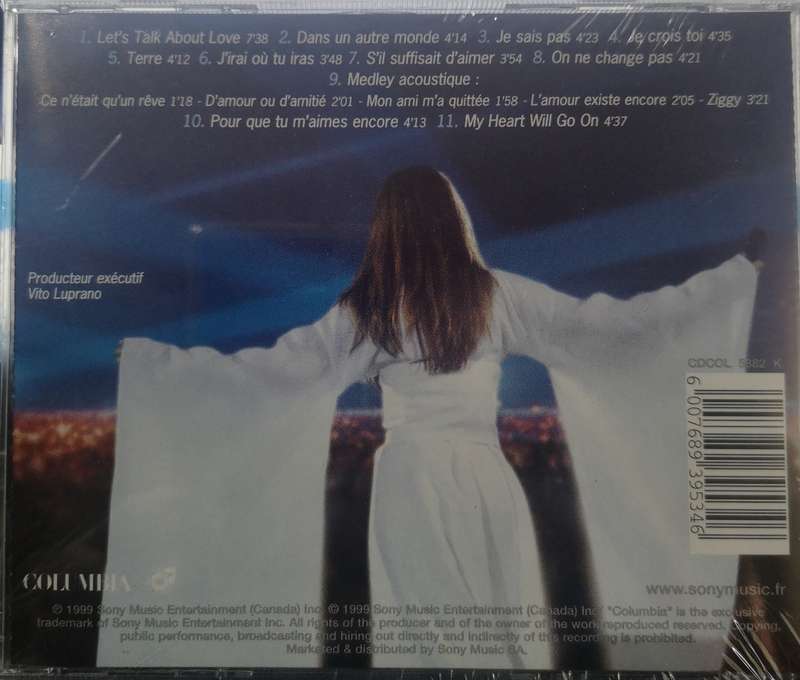 1. Let's Talk About Love 7'38 2. Dans un autre monde 4'14 3. Je sais pas 4'23 4. Je crois toi 4'35
5. Terre 4'12 6. J'irai où tu iras 3'48 7. S'il suffisait d'aimer 3'54 8. On ne change pas 4'21
9. Medley acoustique :
Ce n'était qu'un rêve 1'18 - D'amour ou d'amitié 2'01 - Mon ami m'a quittée 1'58 - L'amour existe encore 2'05 - Ziggy 3'21
10. Pour que tu m'aimes encore 4'13 11. My Heart Will Go On 4'37
Producteur exécutif
Vito Luprano
CDCOL 5882 K
6 007689 395346
COLUMBIA
www.sonymusic.fr
℗ 1999 Sony Music Entertainment (Canada) Inc. © 1999 Sony Music Entertainment (Canada) Inc./ "Columbia" is the exclusive
trademark of Sony Music Entertainment (Canada) Inc. All rights of the producer and of the owner of the work reproduced reserved. Copying,
public performance, broadcasting and hiring out directly and indirectly of this recording is prohibited.
Marketed & distributed by Sony Music SA.